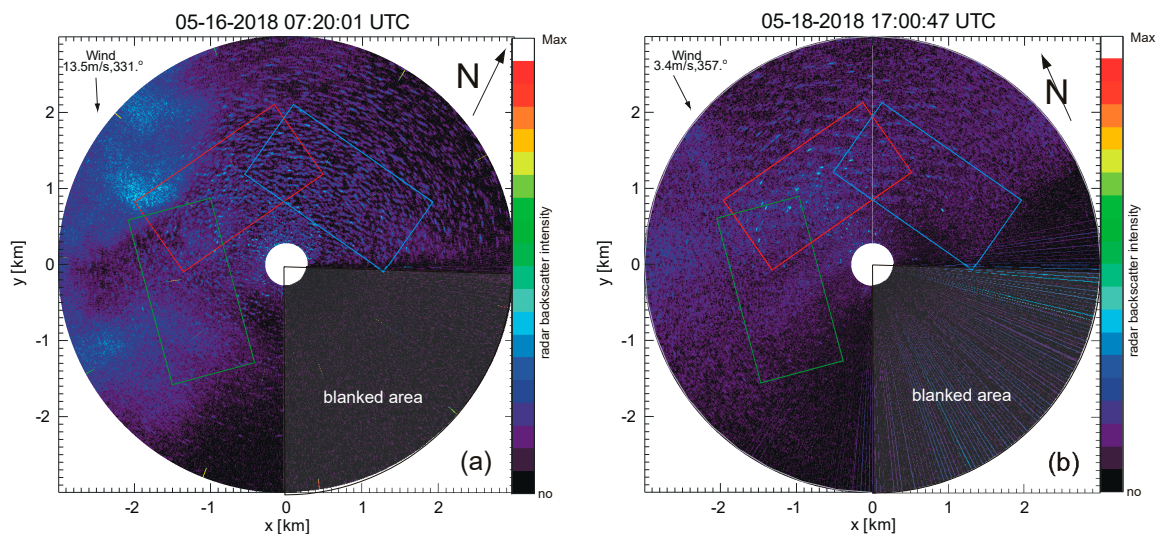 05-16-2018 07:20:01 UTC
Wind
13.5m/s,331.°
N
Max
2
1
0
-1
-2
y [km]
blanked area
(a)
no
radar backscatter intensity
-2 -1 0 1 2
x [km]
05-18-2018 17:00:47 UTC
Wind
3.4m/s,357.°
N
Max
2
1
0
-1
-2
y [km]
blanked area
(b)
no
radar backscatter intensity
-2 -1 0 1 2
x [km]